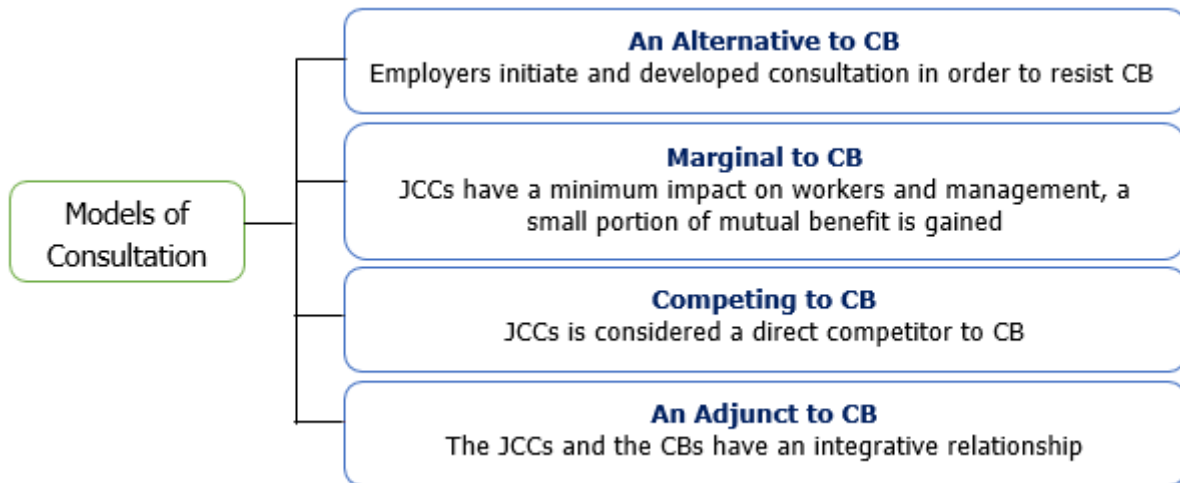 An Alternative to CB
Employers initiate and developed consultation in order to resist CB
Marginal to CB
JCCs have a minimum impact on workers and management, a
small portion of mutual benefit is gained
Models of
Consultation
Competing to CB
JCCs is considered a direct competitor to CB
An Adjunct to CB
The JCCs and the CBs have an integrative relationship